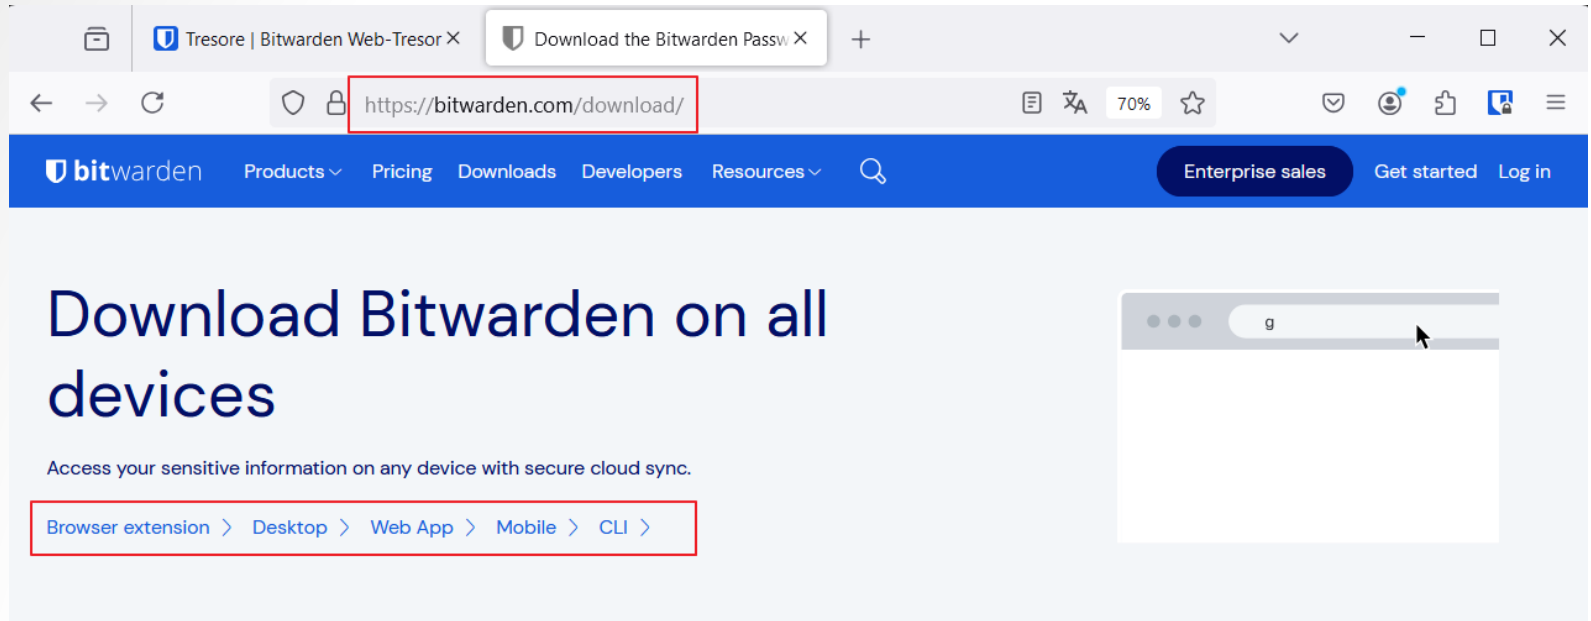 Tresore | Bitwarden Web-Tresor
Download the Bitwarden Passw
https://bitwarden.com/download/
70%
bitwarden Products Pricing Downloads Developers Resources Enterprise sales Get started Log in
Download Bitwarden on all
devices
g
Access your sensitive information on any device with secure cloud sync.
Browser extension Desktop Web App Mobile CLI